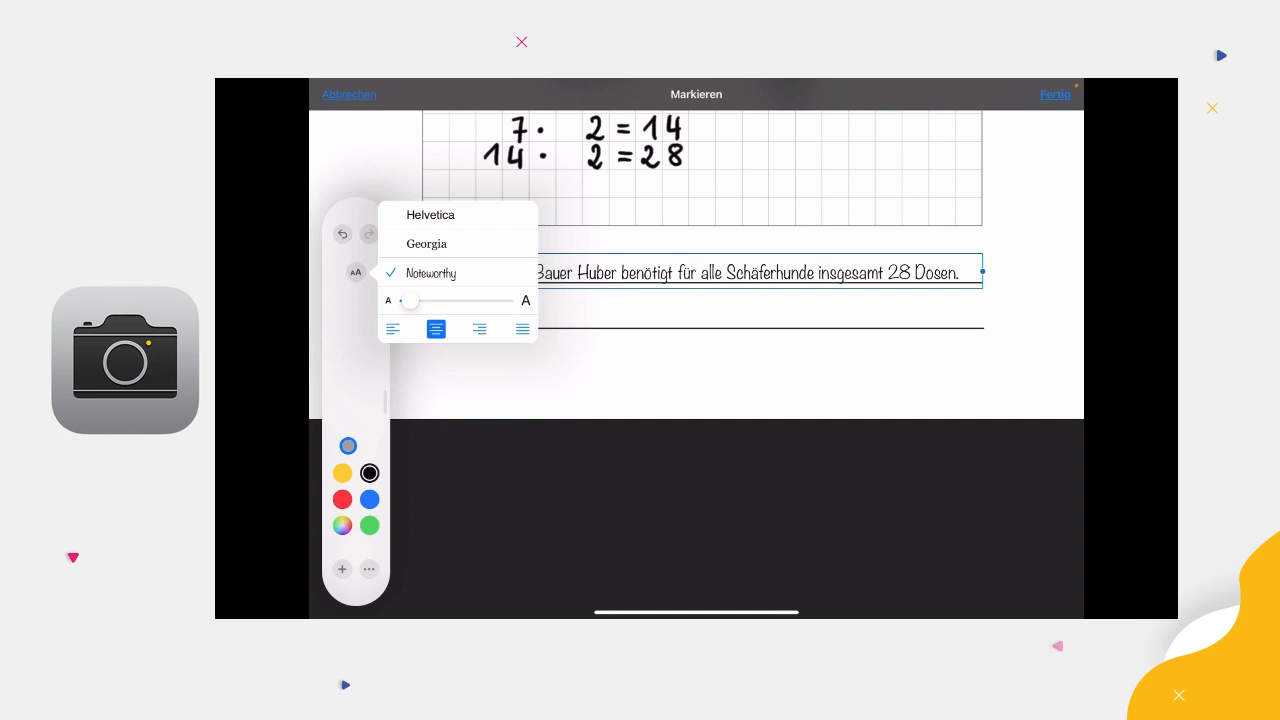 Abbrechen Markieren Fertig
7 · 2 = 14
14 · 2 = 28
Helvetica
Georgia
Noteworthy
Bauer Huber benötigt für alle Schäferhunde insgesamt 28 Dosen.
AA
A A